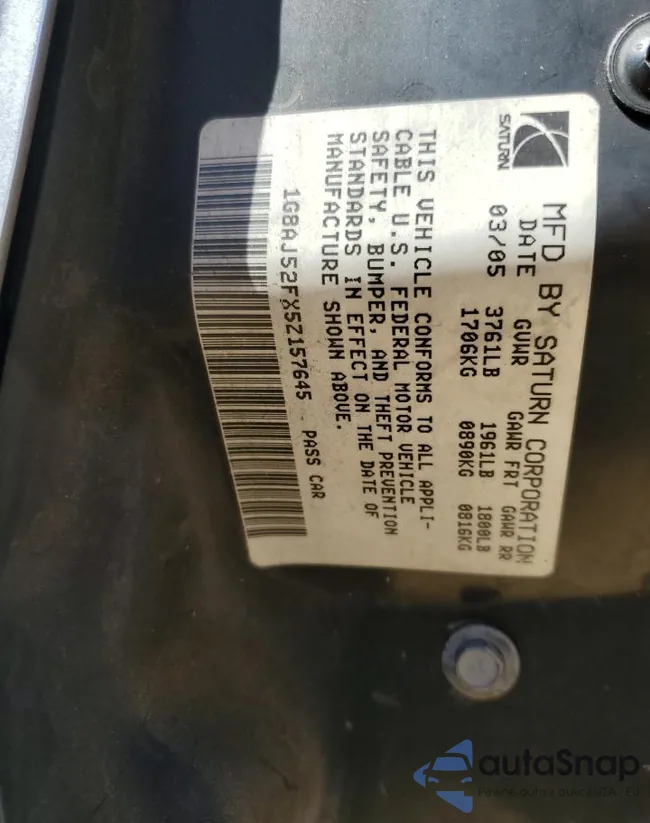 SATURN
MFD BY SATURN CORPORATION
DATE GVWR GAWR FRT GAWR RR
03/05 3761LB 1961LB 1800LB
1706KG 0890KG 0816KG
THIS VEHICLE CONFORMS TO ALL APPLI-
CABLE U.S. FEDERAL MOTOR VEHICLE
SAFETY, BUMPER, AND THEFT PREVENTION
STANDARDS IN EFFECT ON THE DATE OF
MANUFACTURE SHOWN ABOVE.
1G8AJ52FX5Z157645 PASS CAR
autoSnap